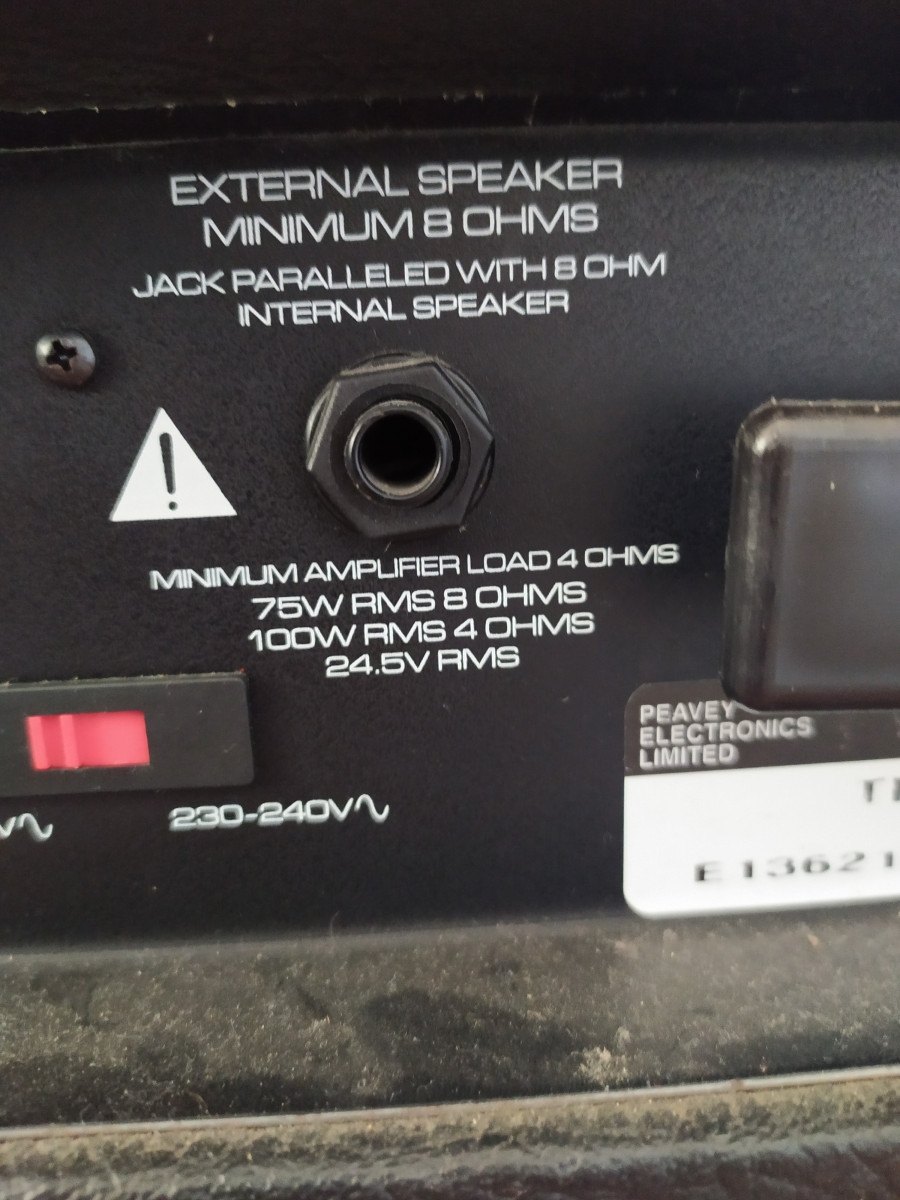 EXTERNAL SPEAKER
MINIMUM 8 OHMS
JACK PARALLELED WITH 8 OHM
INTERNAL SPEAKER
!
MINIMUM AMPLIFIER LOAD 4 OHMS
75W RMS 8 OHMS
100W RMS 4 OHMS
24.5V RMS
V∿
230-240V∿
PEAVEY
ELECTRONICS
LIMITED
E13621